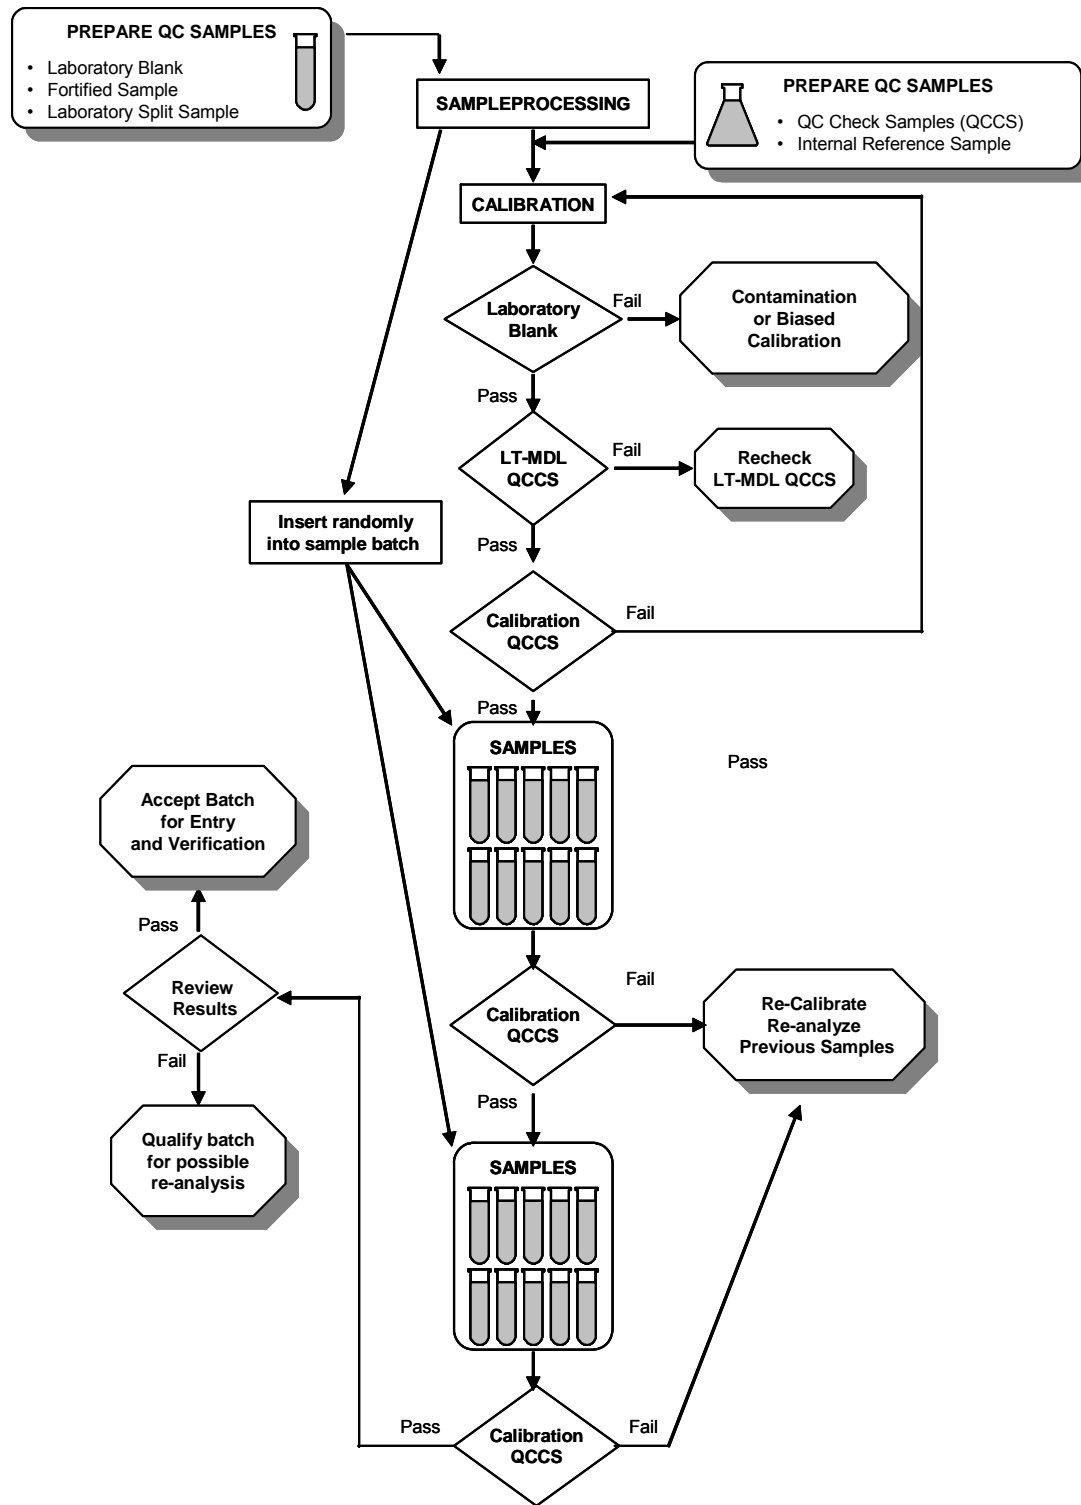 PREPARE QC SAMPLES
• Laboratory Blank
• Fortified Sample
• Laboratory Split Sample
SAMPLEPROCESSING
PREPARE QC SAMPLES
• QC Check Samples (QCCS)
• Internal Reference Sample
CALIBRATION
Laboratory
Blank
Fail
Contamination
or Biased
Calibration
Pass
LT-MDL
QCCS
Fail
Recheck
LT-MDL QCCS
Insert randomly
into sample batch
Pass
Calibration
QCCS
Fail
Pass
SAMPLES
Pass
Accept Batch
for Entry
and Verification
Pass
Review
Results
Fail
Qualify batch
for possible
re-analysis
Calibration
QCCS
Fail
Re-Calibrate
Re-analyze
Previous Samples
Pass
SAMPLES
Pass
Calibration
QCCS
Fail